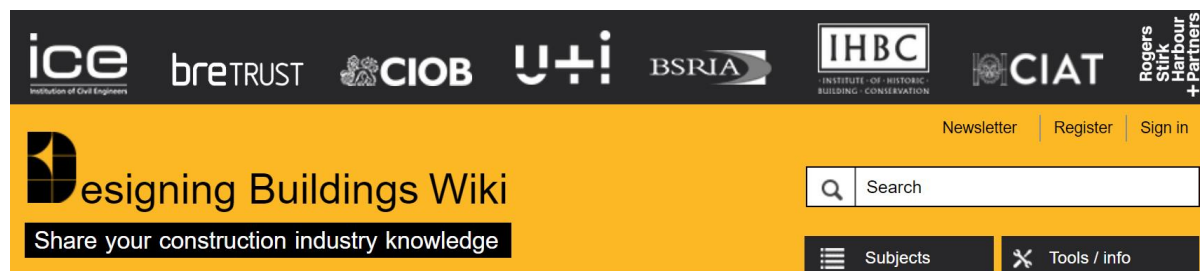 ice
Institution of Civil Engineers
breTRUST
CIOB
U+i
BSRIA
IHBC
·INSTITUTE·OF·HISTORIC·
BUILDING·CONSERVATION
CIAT
Rogers
Stirk
Harbour
+Partners
Newsletter
Register
Sign in
Designing Buildings Wiki
Search
Share your construction industry knowledge
Subjects
Tools / info